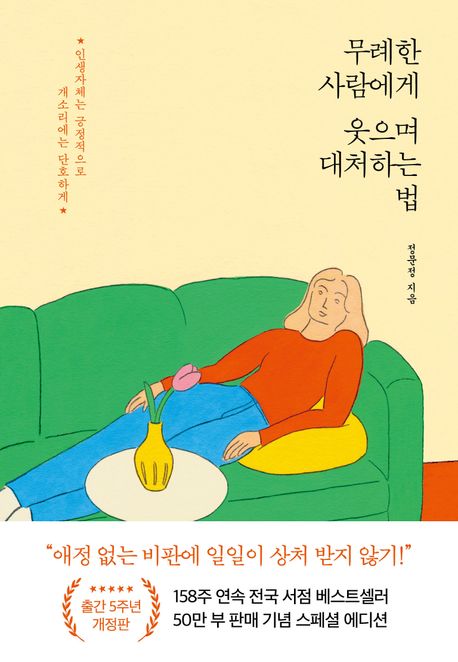 무례한
사람에게
웃으며
대처하는
법
정문정 지음
★ 인생자체는 긍정적으로
개소리에는 단호하게 ★
“애정 없는 비판에 일일이 상처 받지 않기!”
★★★★★
출간 5주년
개정판
158주 연속 전국 서점 베스트셀러
50만 부 판매 기념 스페셜 에디션